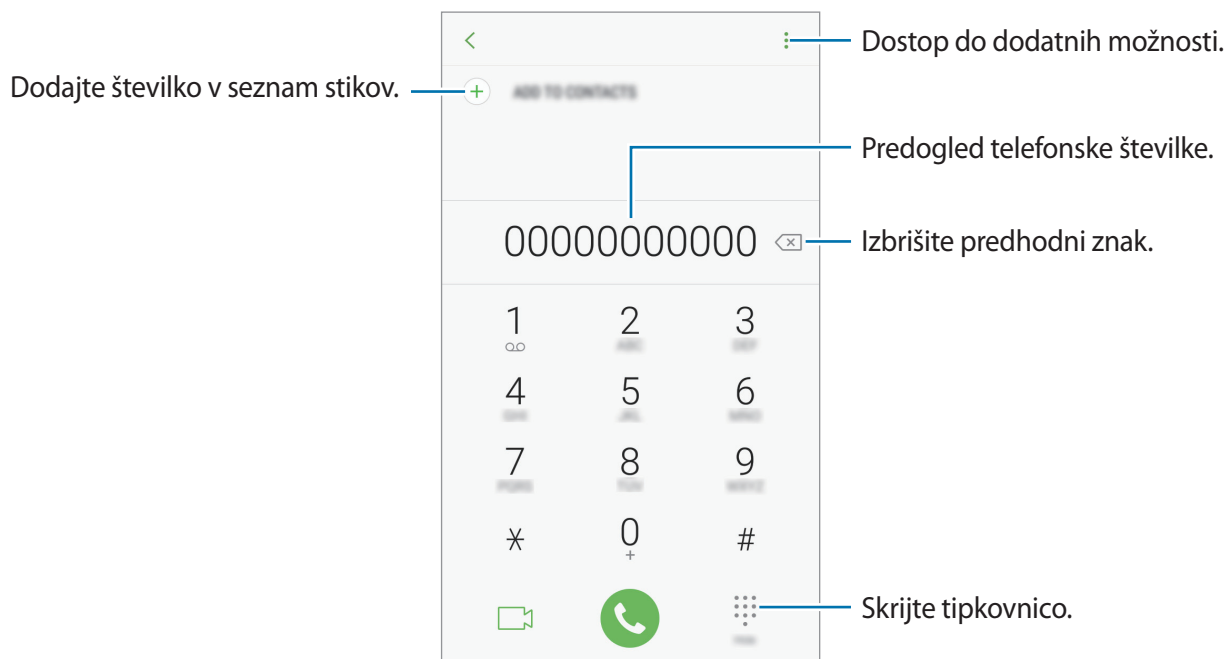 Dostop do dodatnih možnosti.
Dodajte številko v seznam stikov.
ADD TO CONTACTS
Predogled telefonske številke.
00000000000
Izbrišite predhodni znak.
1 2 3
ABC DEF
4 5 6
GHI JKL MNO
7 8 9
PQRS TUV WXYZ
* 0 #
+
Skrijte tipkovnico.